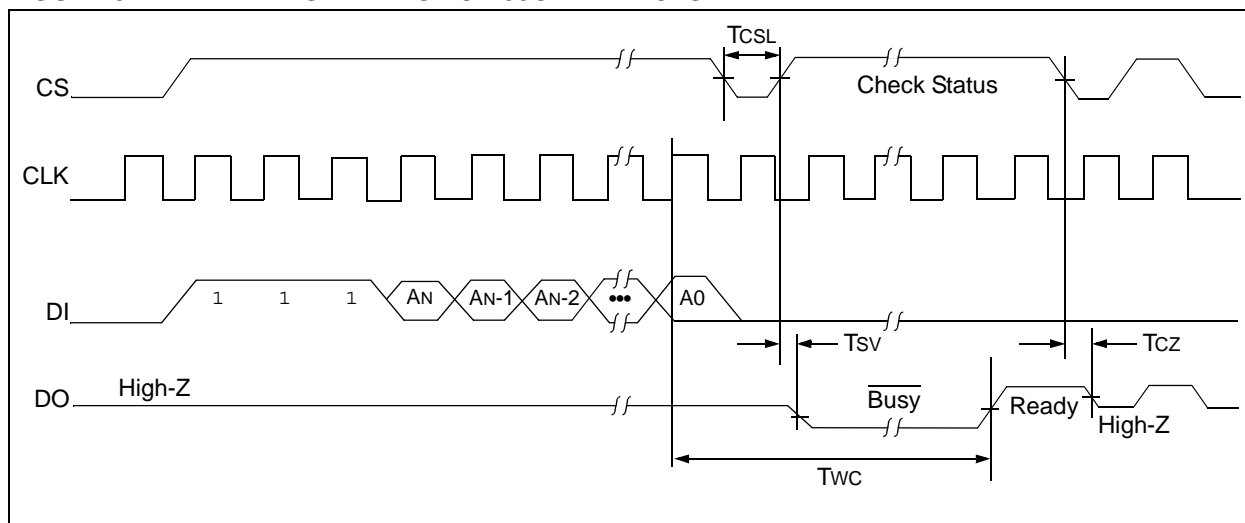 TCSL
CS
Check Status
CLK
DI
1 1 1 AN AN-1 AN-2 ••• A0
TSV
TCZ
DO
High-Z
Busy
Ready
High-Z
TWC